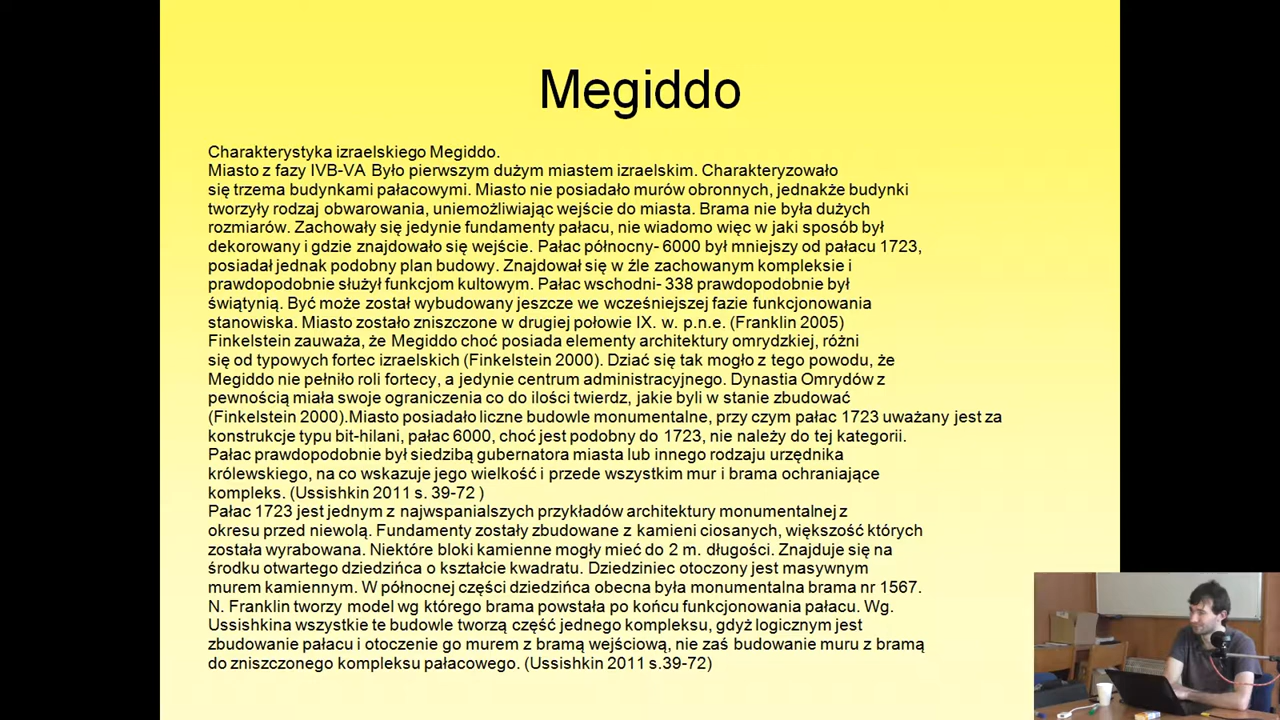 Megiddo
Charakterystyka izraelskiego Megiddo.
Miasto z fazy IVB-VA Było pierwszym dużym miastem izraelskim. Charakteryzowało
się trzema budynkami pałacowymi. Miasto nie posiadało murów obronnych, jednakże budynki
tworzyły rodzaj obwarowania, uniemożliwiając wejście do miasta. Brama nie była dużych
rozmiarów. Zachowały się jedynie fundamenty pałacu, nie wiadomo więc w jaki sposób był
dekorowany i gdzie znajdowało się wejście. Pałac północny- 6000 był mniejszy od pałacu 1723,
posiadał jednak podobny plan budowy. Znajdował się w źle zachowanym kompleksie i
prawdopodobnie służył funkcjom kultowym. Pałac wschodni- 338 prawdopodobnie był
świątynią. Być może został wybudowany jeszcze we wcześniejszej fazie funkcjonowania
stanowiska. Miasto zostało zniszczone w drugiej połowie IX. w. p.n.e. (Franklin 2005)
Finkelstein zauważa, że Megiddo choć posiada elementy architektury omrydzkiej, różni
się od typowych fortec izraelskich (Finkelstein 2000). Dziać się tak mogło z tego powodu, że
Megiddo nie pełniło roli fortecy, a jedynie centrum administracyjnego. Dynastia Omrydów z
pewnością miała swoje ograniczenia co do ilości twierdz, jakie byli w stanie zbudować
(Finkelstein 2000).Miasto posiadało liczne budowle monumentalne, przy czym pałac 1723 uważany jest za
konstrukcje typu bit-hilani, pałac 6000, choć jest podobny do 1723, nie należy do tej kategorii.
Pałac prawdopodobnie był siedzibą gubernatora miasta lub innego rodzaju urzędnika
królewskiego, na co wskazuje jego wielkość i przede wszystkim mur i brama ochraniające
kompleks. (Ussishkin 2011 s. 39-72 )
Pałac 1723 jest jednym z najwspanialszych przykładów architektury monumentalnej z
okresu przed niewolą. Fundamenty zostały zbudowane z kamieni ciosanych, większość których
została wyrabowana. Niektóre bloki kamienne mogły mieć do 2 m. długości. Znajduje się na
środku otwartego dziedzińca o kształcie kwadratu. Dziedziniec otoczony jest masywnym
murem kamiennym. W północnej części dziedzińca obecna była monumentalna brama nr 1567.
N. Franklin tworzy model wg którego brama powstała po końcu funkcjonowania pałacu. Wg.
Ussishkina wszystkie te budowle tworzą część jednego kompleksu, gdyż logicznym jest
zbudowanie pałacu i otoczenie go murem z bramą wejściową, nie zaś budowanie muru z bramą
do zniszczonego kompleksu pałacowego. (Ussishkin 2011 s.39-72)